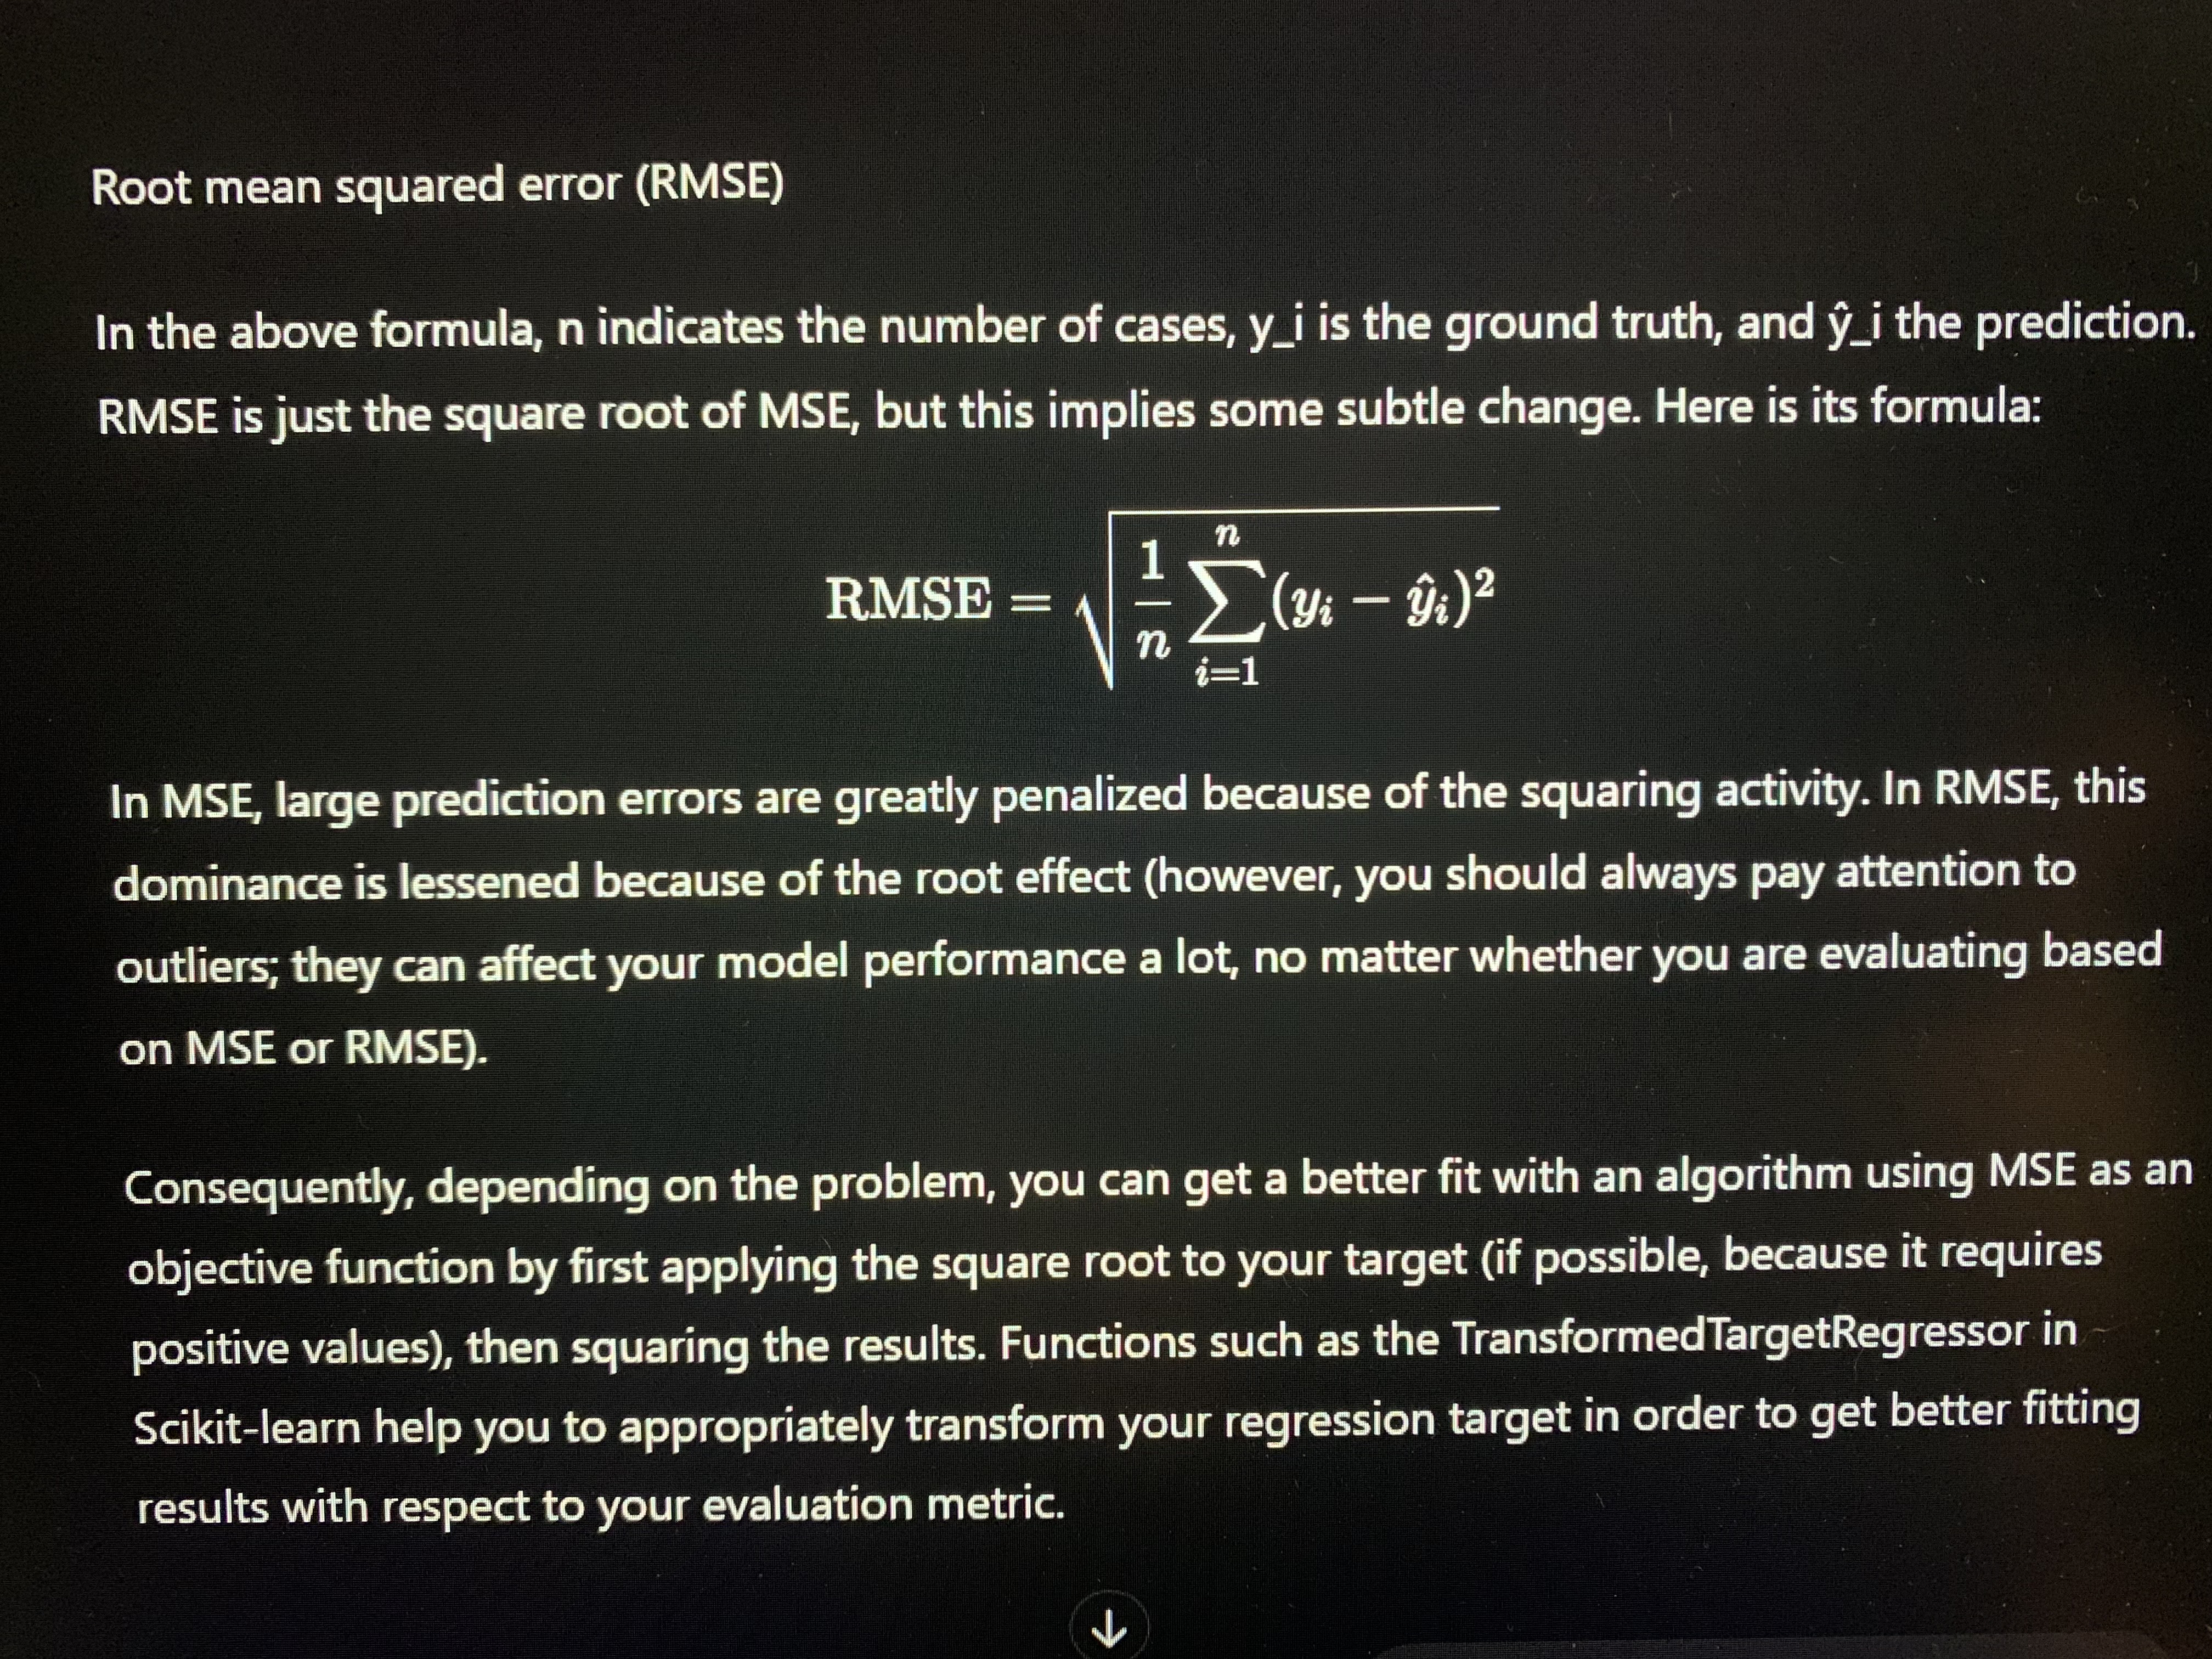 Root mean squared error (RMSE)
In the above formula, n indicates the number of cases, y_i is the ground truth, and ŷ_i the prediction.
RMSE is just the square root of MSE, but this implies some subtle change. Here is its formula:
RMSE = √(1/n ∑_{i=1}^{n} (y_i − ŷ_i)²)
In MSE, large prediction errors are greatly penalized because of the squaring activity. In RMSE, this
dominance is lessened because of the root effect (however, you should always pay attention to
outliers; they can affect your model performance a lot, no matter whether you are evaluating based
on MSE or RMSE).
Consequently, depending on the problem, you can get a better fit with an algorithm using MSE as an
objective function by first applying the square root to your target (if possible, because it requires
positive values), then squaring the results. Functions such as the TransformedTargetRegressor in
Scikit-learn help you to appropriately transform your regression target in order to get better fitting
results with respect to your evaluation metric.